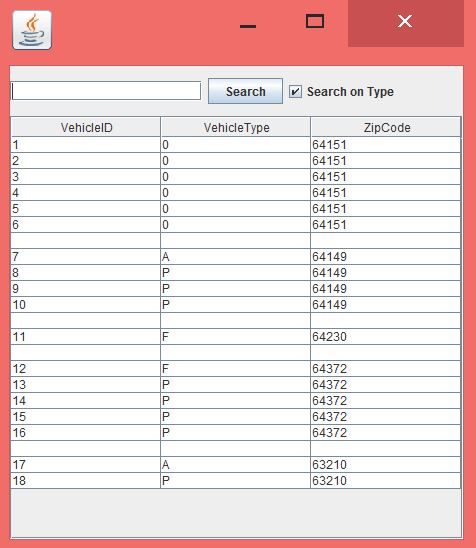 Search Search on Type
VehicleID VehicleType ZipCode
1 0 64151
2 0 64151
3 0 64151
4 0 64151
5 0 64151
6 0 64151
7 A 64149
8 P 64149
9 P 64149
10 P 64149
11 F 64230
12 F 64372
13 P 64372
14 P 64372
15 P 64372
16 P 64372
17 A 63210
18 P 63210